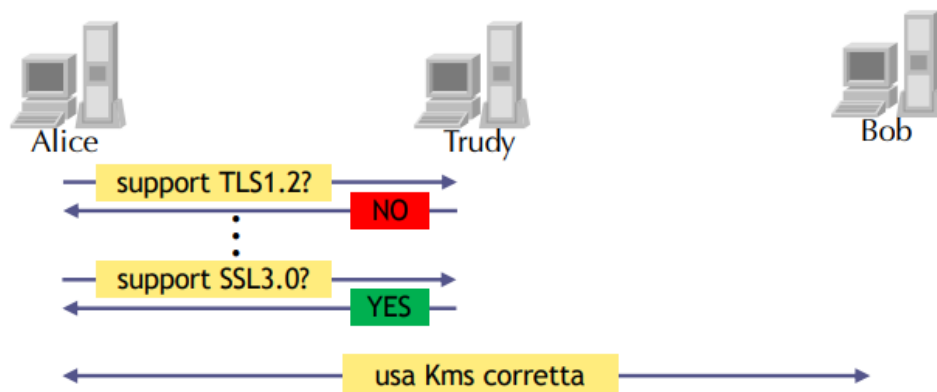 Alice
Trudy
Bob
support TLS1.2?
NO
support SSL3.0?
YES
usa Kms corretta